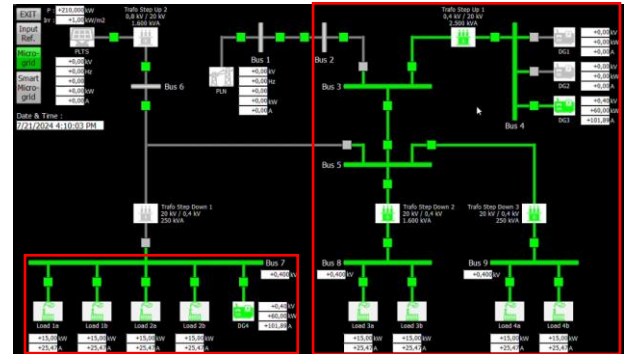 EXIT
P : +210,000 kW
Irr : +1,00 kW/m2
Input Ref.
Micro-grid
Smart Micro-grid
Date & Time :
7/21/2024 4:10:03 PM
Trafo Step Up 2
0,8 kV / 20 kV
1.600 kVA
PLTS
+0,00 kV
+0,00 Hz
+0,00
+0,00 kW
+0,00 A
Bus 6
Bus 1
Bus 2
PLN
+0,00 kV
+0,00 Hz
+0,00
+0,00 kW
+0,00 A
Trafo Step Up 1
0,4 kV / 20 kV
2.500 kVA
Bus 3
Bus 4
DG1
+0,00 kV
+0,00 kW
+0,00 A
DG2
+0,00 kV
+0,00 kW
+0,00 A
DG3
+0,40 kV
+60,00 kW
+101,89 A
Bus 5
Trafo Step Down 1
20 kV / 0,4 kV
250 kVA
Trafo Step Down 2
20 kV / 0,4 kV
1.600 kVA
Trafo Step Down 3
20 kV / 0,4 kV
250 kVA
Bus 7
+0,400 kV
Bus 8
+0,400 kV
Bus 9
+0,400 kV
Load 1a
+15,00 kW
+25,47 A
Load 1b
+15,00 kW
+25,47 A
Load 2a
+15,00 kW
+25,47 A
Load 2b
+15,00 kW
+25,47 A
DG4
+0,40 kV
+60,00 kW
+101,89 A
Load 3a
+15,00 kW
+25,47 A
Load 3b
+15,00 kW
+25,47 A
Load 4a
+15,00 kW
+25,47 A
Load 4b
+15,00 kW
+25,47 A